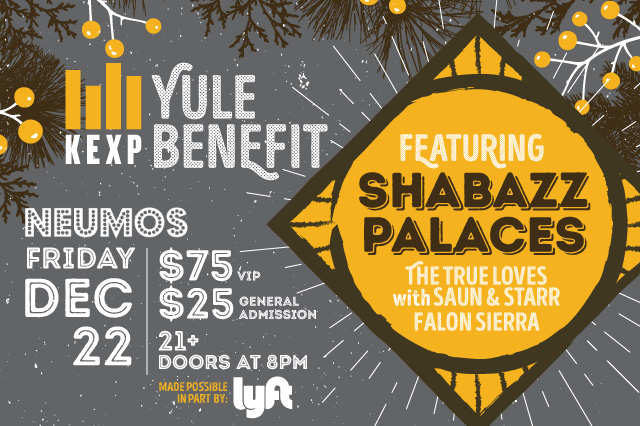 KEXP
YULE
BENEFIT
NEUMOS
FRIDAY
DEC
22
$75 VIP
$25 GENERAL ADMISSION
21+
DOORS AT 8PM
MADE POSSIBLE
IN PART BY:
lyft
FEATURING
SHABAZZ
PALACES
THE TRUE LOVES
with SAUN & STARR
FALON SIERRA